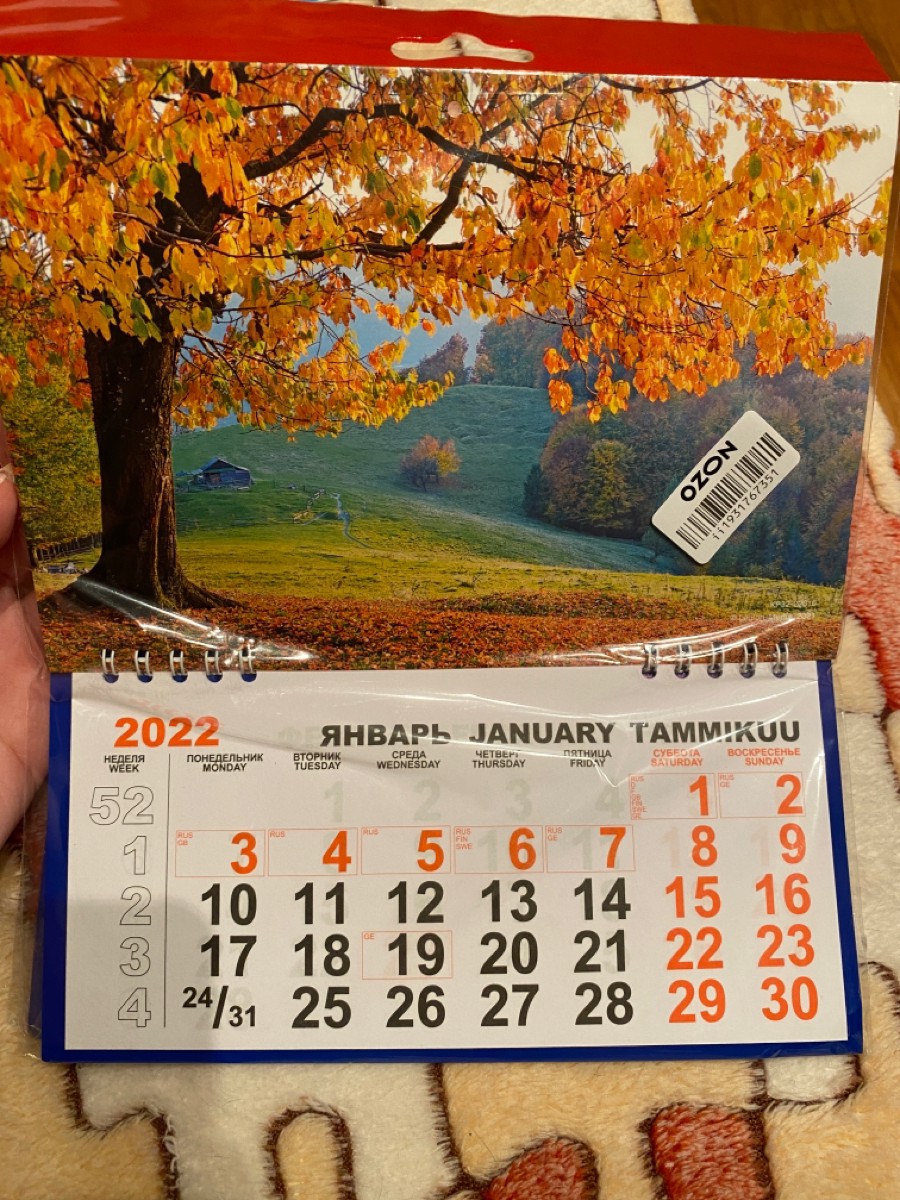 OZON
111931767351
2022 ЯНВАРЬ JANUARY TAMMIKUU
НЕДЕЛЯ ПОНЕДЕЛЬНИК ВТОРНИК СРЕДА ЧЕТВЕРГ ПЯТНИЦА СУББОТА ВОСКРЕСЕНЬЕ
WEEK MONDAY TUESDAY WEDNESDAY THURSDAY FRIDAY SATURDAY SUNDAY
52 1 2
RUS
GE
1 3 4 5 6 7 8 9
RUS
GB
RUS
RUS
RUS
FIN
SWE
RUS
GE
2 10 11 12 13 14 15 16
3 17 18 19 20 21 22 23
GE
4 24/31 25 26 27 28 29 30